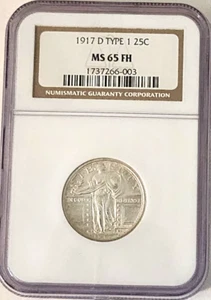 1917 D TYPE 1 25C
MS 65 FH
1737266-003
NUMISMATIC GUARANTY CORPORATION